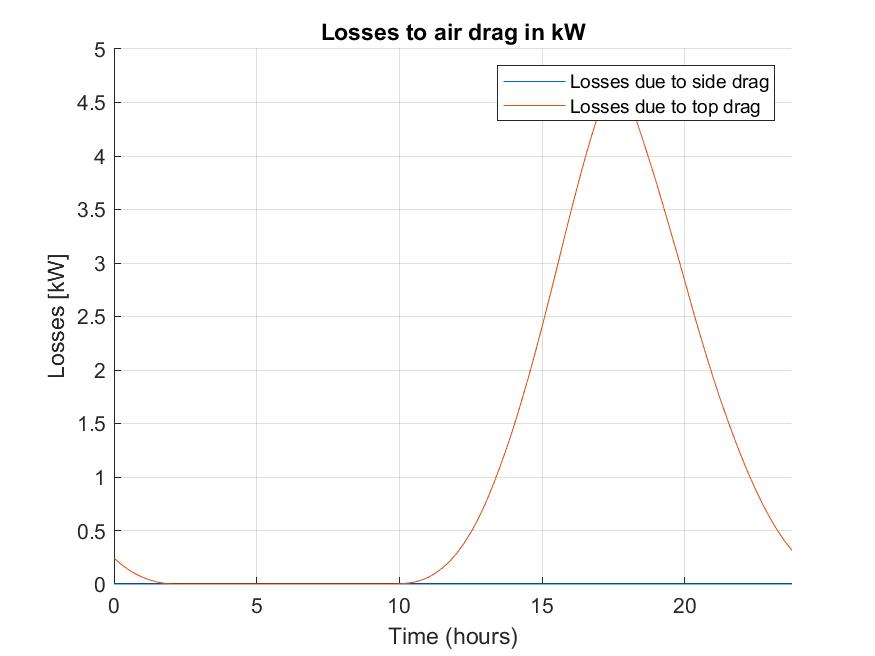 Losses to air drag in kW
Losses due to side drag
Losses due to top drag
5
4.5
4
3.5
3
2.5
2
1.5
1
0.5
0
Losses [kW]
0 5 10 15 20
Time (hours)